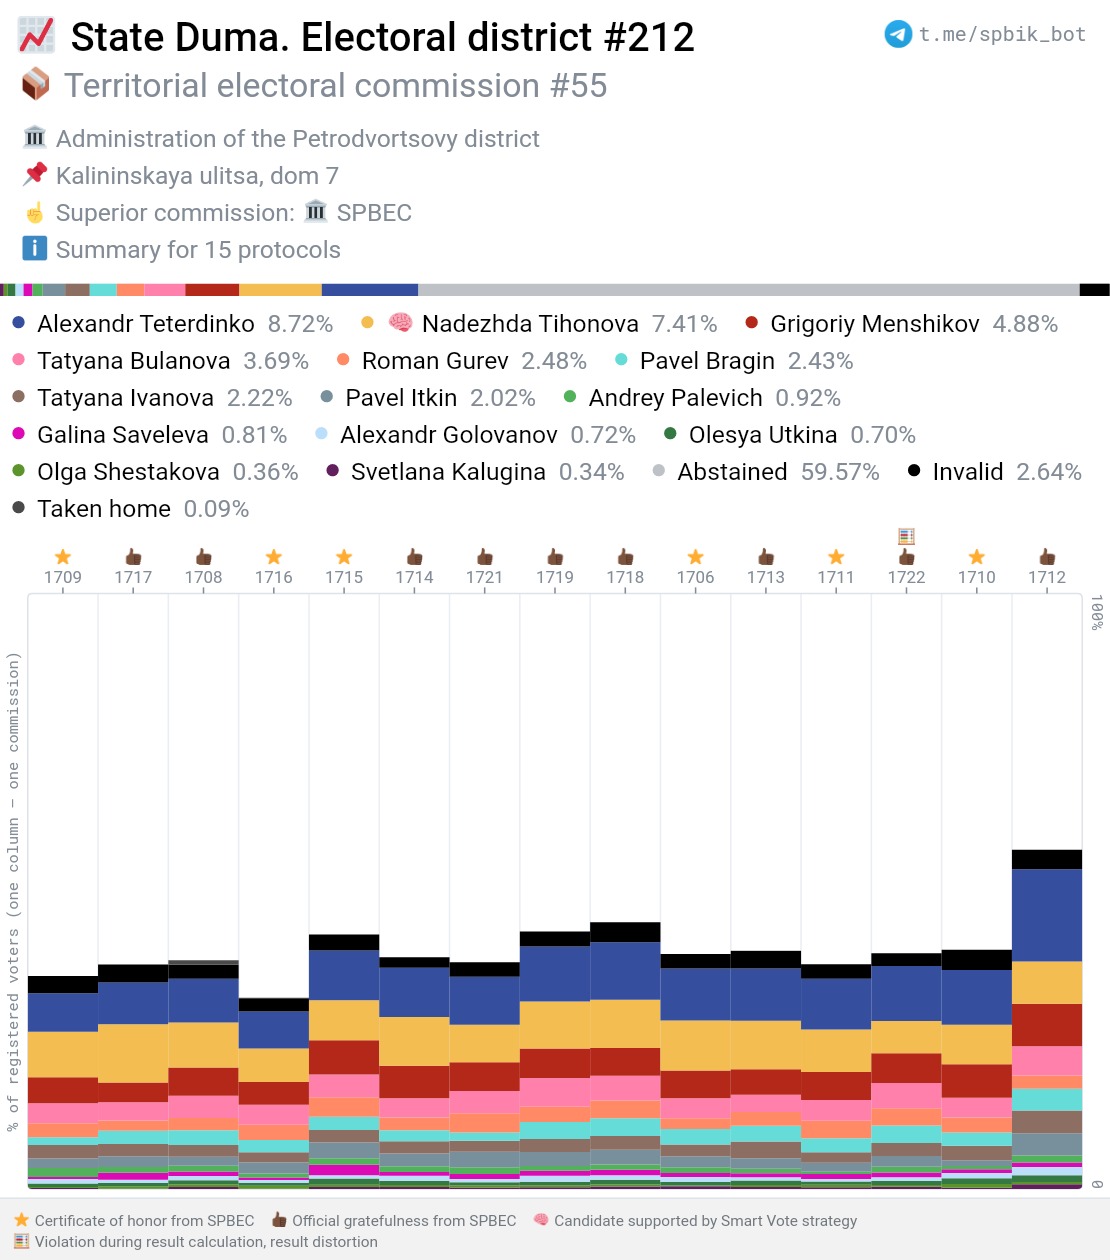 State Duma. Electoral district #212
t.me/spbik_bot
Territorial electoral commission #55
Administration of the Petrodvortsovy district
Kalininskaya ulitsa, dom 7
Superior commission: SPBEC
Summary for 15 protocols
Alexandr Teterdinko 8.72% Nadezhda Tihonova 7.41% Grigoriy Menshikov 4.88%
Tatyana Bulanova 3.69% Roman Gurev 2.48% Pavel Bragin 2.43%
Tatyana Ivanova 2.22% Pavel Itkin 2.02% Andrey Palevich 0.92%
Galina Saveleva 0.81% Alexandr Golovanov 0.72% Olesya Utkina 0.70%
Olga Shestakova 0.36% Svetlana Kalugina 0.34% Abstained 59.57% Invalid 2.64%
Taken home 0.09%
1709 1717 1708 1716 1715 1714 1721 1719 1718 1706 1713 1711 1722 1710 1712
100%
% of registered voters (one column – one commission)
0
Certificate of honor from SPBEC Official gratefulness from SPBEC Candidate supported by Smart Vote strategy
Violation during result calculation, result distortion